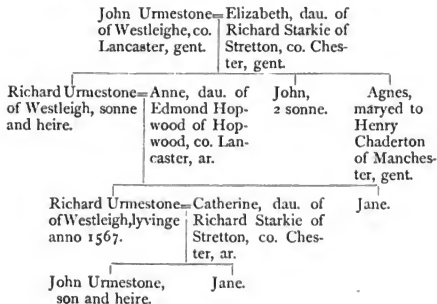 John Urmestone= Elizabeth, dau. of
of Westleighe, co. Richard Starkie of
Lancaster, gent. Stretton, co. Ches-
ter, gent.
Richard Urmestone= Anne, dau. of
of Westleigh, sonne Edmond Hop-
and heire. wood of Hop-
wood, co. Lan-
caster, ar.
John,
2 sonne.
Agnes,
maryed to
Henry
Chaderton
of Manches-
ter, gent.
Richard Urmestone= Catherine, dau. of
of Westleigh, lyvinge Richard Starkie of
anno 1567. Stretton, co. Ches-
ter, ar.
Jane.
John Urmestone, Jane.
son and heire.